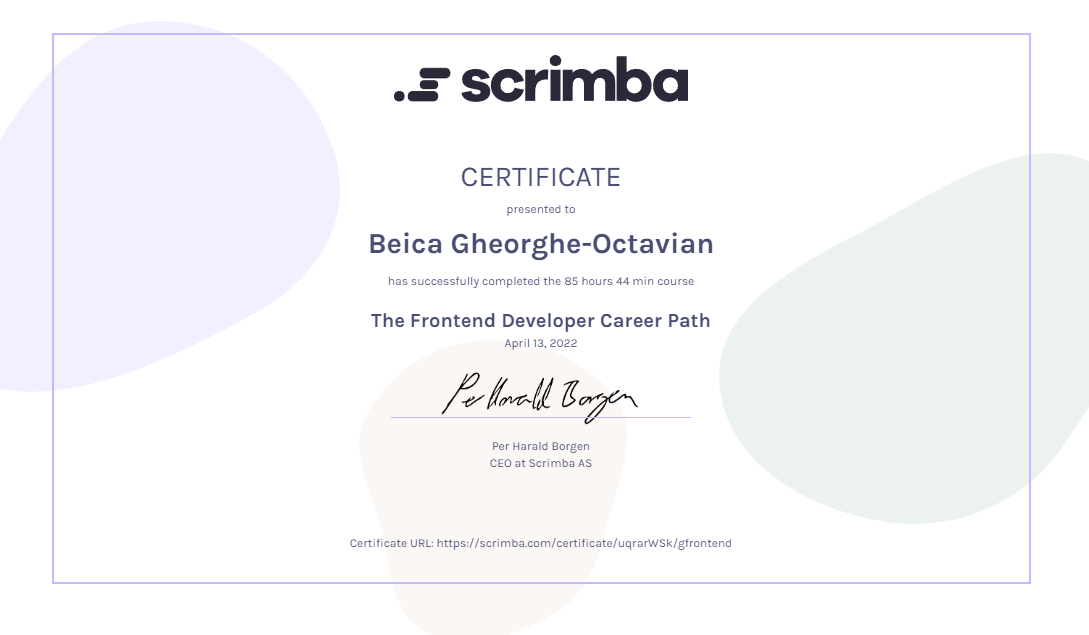 scrimba
CERTIFICATE
presented to
Beica Gheorghe-Octavian
has successfully completed the 85 hours 44 min course
The Frontend Developer Career Path
April 13, 2022
Per Harald Borgen
Per Harald Borgen
CEO at Scrimba AS
Certificate URL: https://scrimba.com/certificate/uqrarWSk/gfrontend